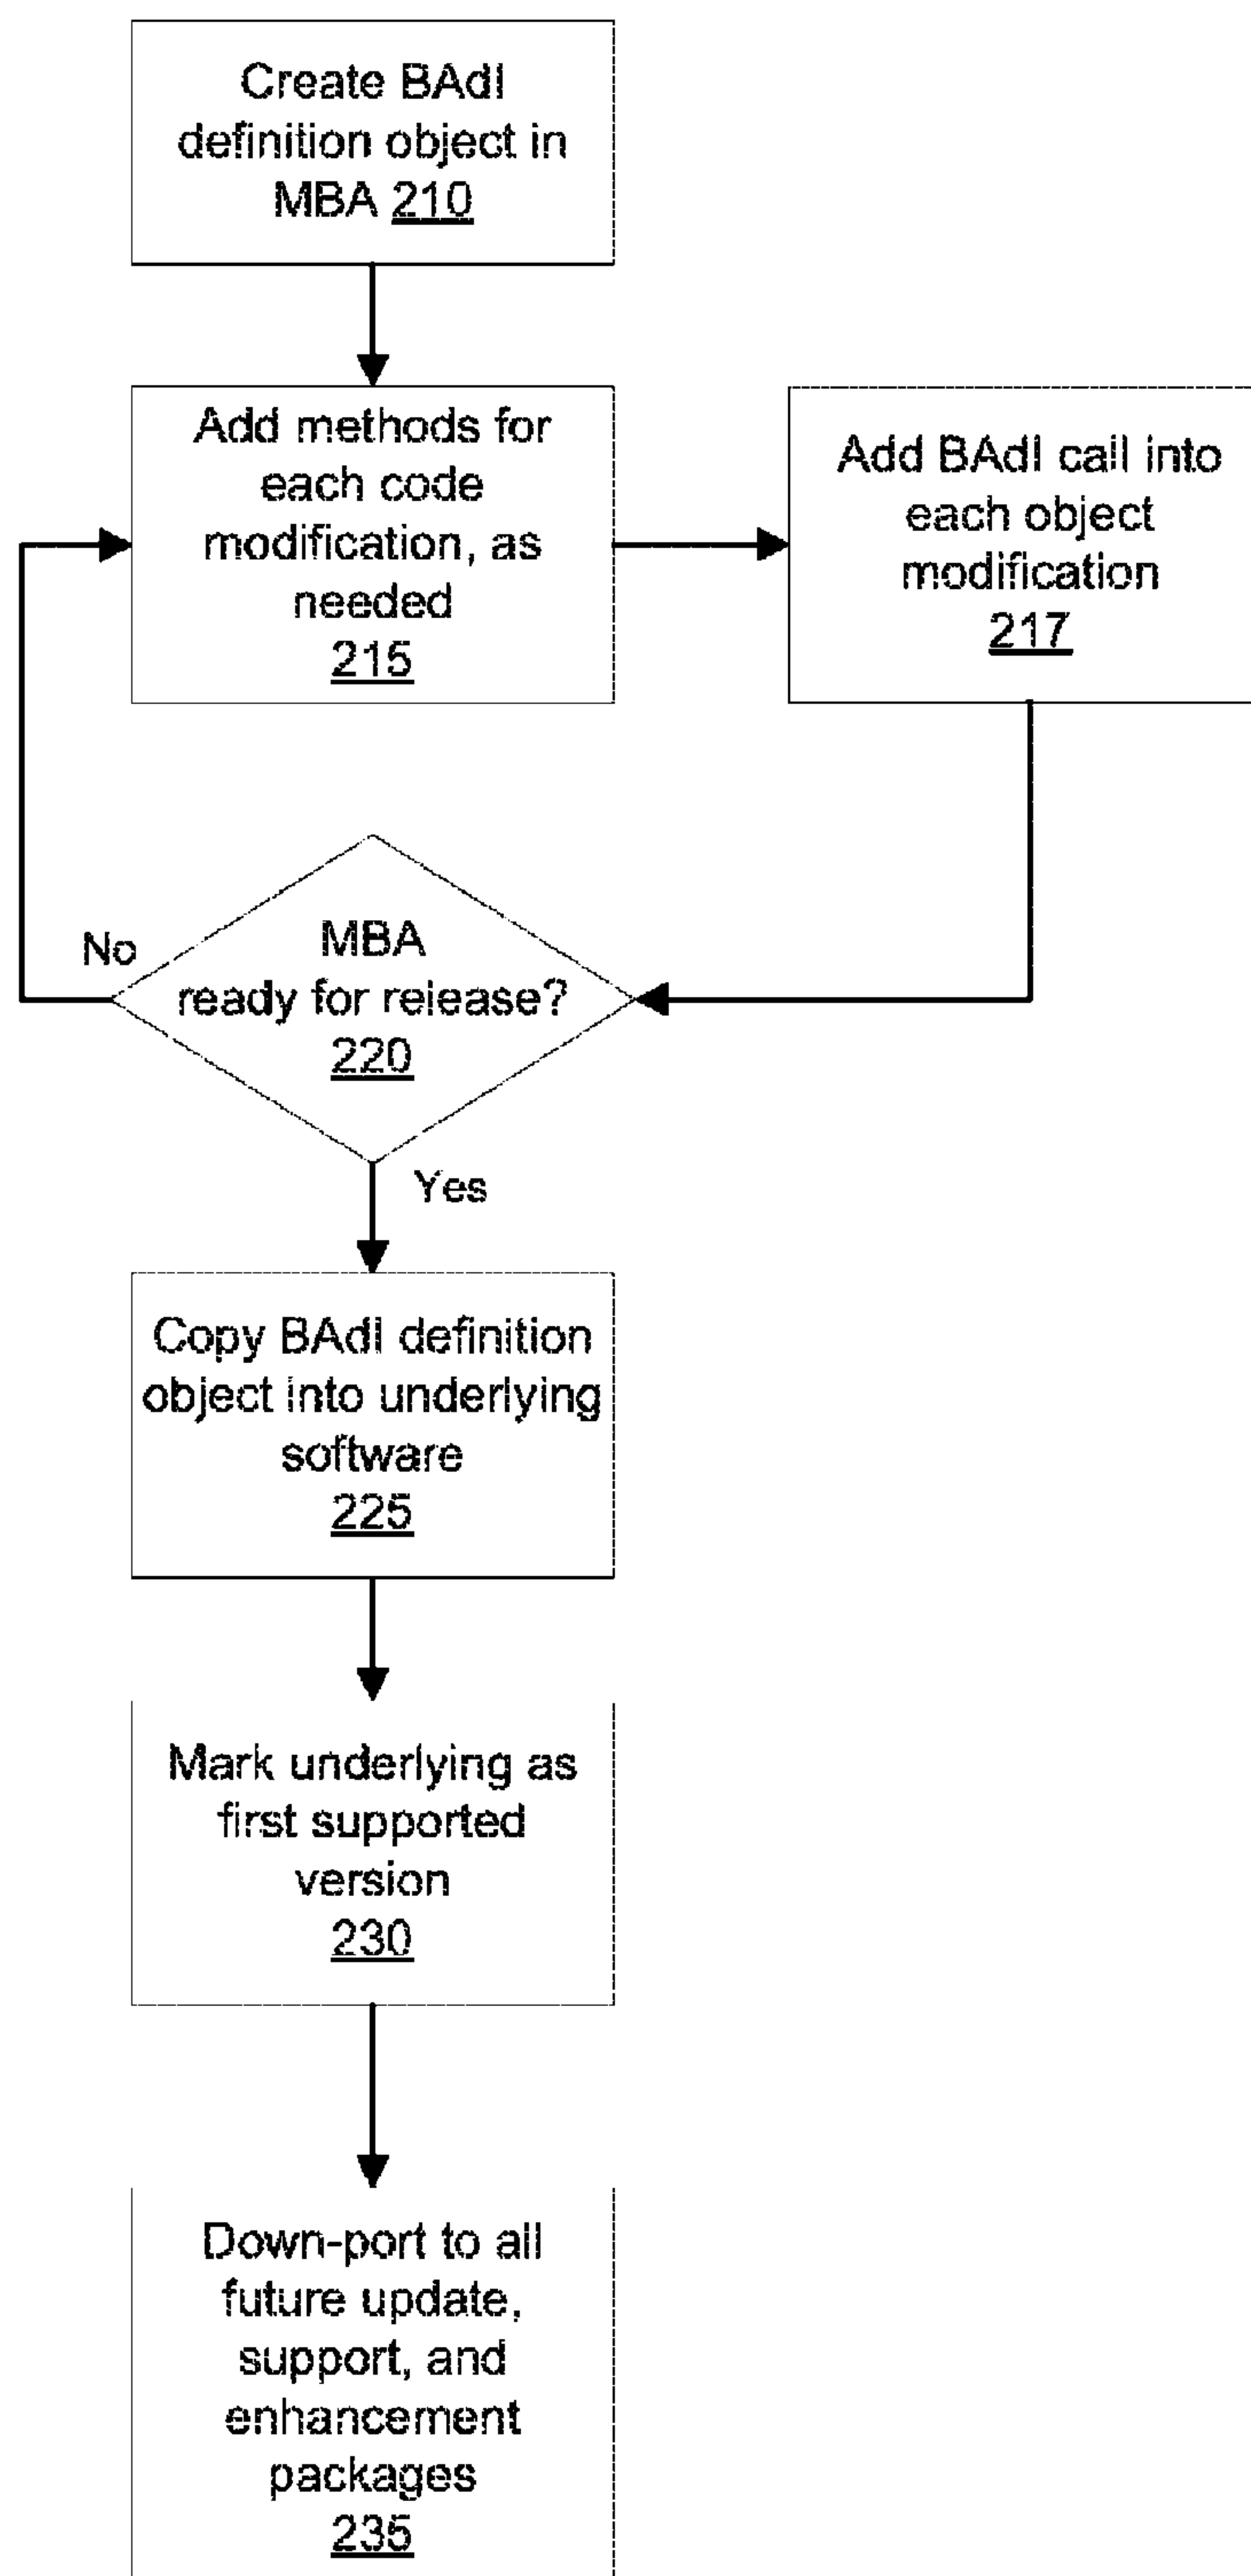 Create BAdI
definition object in
MBA 210
Add methods for
each code
modification, as
needed
215
Add BAdI call into
each object
modification
217
No
MBA
ready for release?
220
Yes
Copy BAdI definition
object into underlying
software
225
Mark underlying as
first supported
version
230
Down-port to all
future update,
support, and
enhancement
packages
235